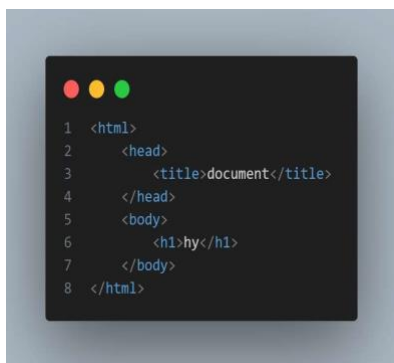 1 <html>
2     <head>
3         <title>document</title>
4     </head>
5     <body>
6         <h1>hy</h1>
7     </body>
8 </html>